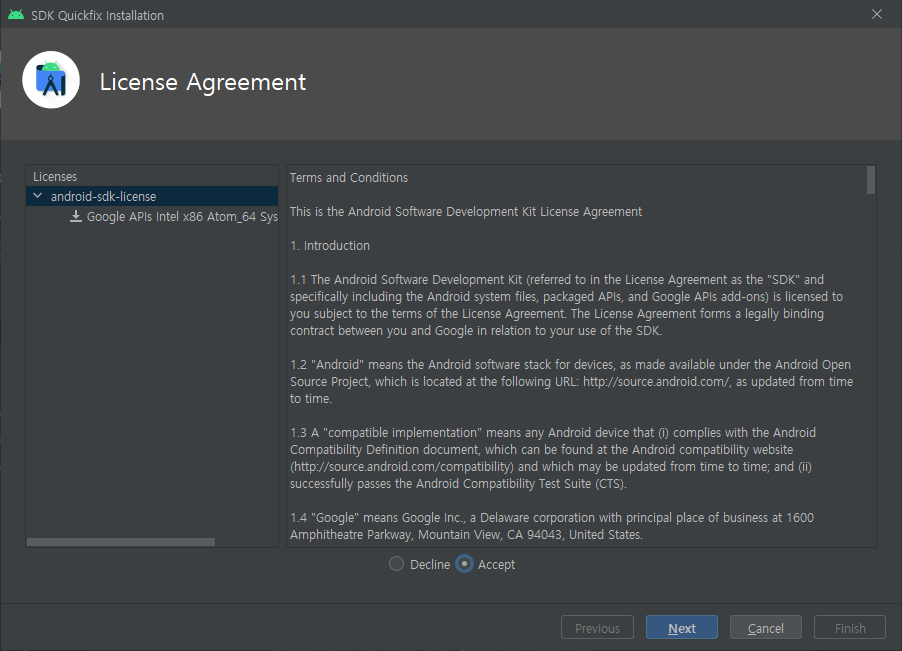 SDK Quickfix Installation
License Agreement
Licenses
android-sdk-license
Google APIs Intel x86 Atom_64 Sys
Terms and Conditions
This is the Android Software Development Kit License Agreement
1. Introduction
1.1 The Android Software Development Kit (referred to in the License Agreement as the "SDK" and
specifically including the Android system files, packaged APIs, and Google APIs add-ons) is licensed to
you subject to the terms of the License Agreement. The License Agreement forms a legally binding
contract between you and Google in relation to your use of the SDK.
1.2 "Android" means the Android software stack for devices, as made available under the Android Open
Source Project, which is located at the following URL: http://source.android.com/, as updated from time
to time.
1.3 A "compatible implementation" means any Android device that (i) complies with the Android
Compatibility Definition document, which can be found at the Android compatibility website
(http://source.android.com/compatibility) and which may be updated from time to time; and (ii)
successfully passes the Android Compatibility Test Suite (CTS).
1.4 "Google" means Google Inc., a Delaware corporation with principal place of business at 1600
Amphitheatre Parkway, Mountain View, CA 94043, United States.
Decline Accept
Previous Next Cancel Finish